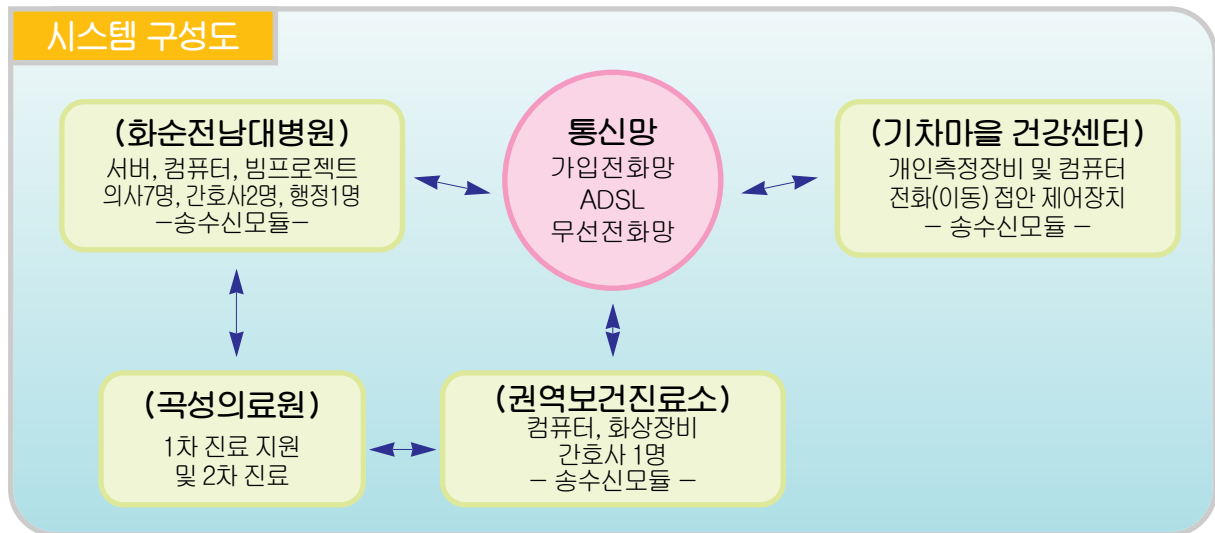 시스템 구성도
(화순전남대병원)
서버, 컴퓨터, 빔프로젝트
의사7명, 간호사2명, 행정1명
-송수신모듈-
통신망
가입전화망
ADSL
무선전화망
(기차마을 건강센터)
개인측정장비 및 컴퓨터
전화(이동) 접안 제어장치
- 송수신모듈 -
(곡성의료원)
1차 진료 지원
및 2차 진료
(권역보건진료소)
컴퓨터, 화상장비
간호사 1명
- 송수신모듈 -